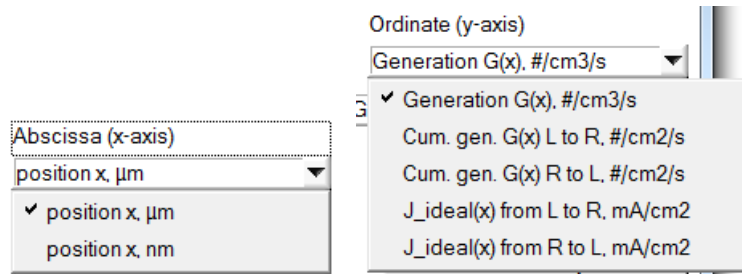 Ordinate (y-axis)
Generation G(x), #/cm3/s
Generation G(x), #/cm3/s
Cum. gen. G(x) L to R, #/cm2/s
Cum. gen. G(x) R to L, #/cm2/s
J_ideal(x) from L to R, mA/cm2
J_ideal(x) from R to L, mA/cm2
Abscissa (x-axis)
position x, µm
position x, µm
position x, nm